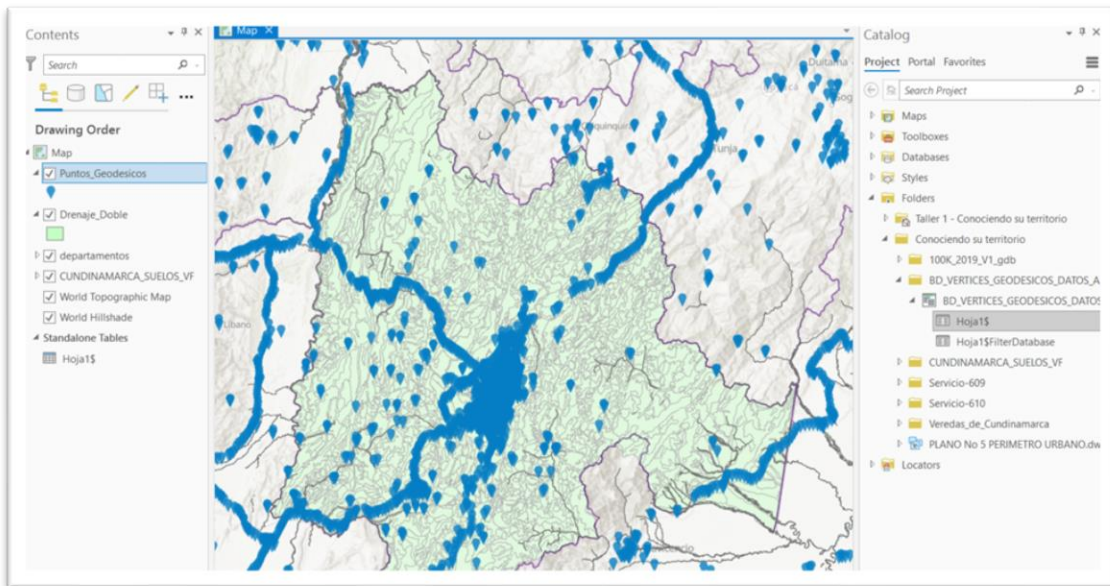 Contents
Search
Drawing Order
Map
Puntos_Geodesicos
Drenaje_Doble
departamentos
CUNDINAMARCA_SUELOS_VF
World Topographic Map
World Hillshade
Standalone Tables
Hoja1$
Map
Duitama
Tunja
Líbano
Catalog
Project Portal Favorites
Search Project
Maps
Toolboxes
Databases
Styles
Folders
Taller 1 - Conociendo su territorio
Conociendo su territorio
100K_2019_V1_gdb
BD_VERTICES_GEODESICOS_DATOS_A
BD_VERTICES_GEODESICOS_DATOS
Hoja1$
Hoja1$FilterDatabase
CUNDINAMARCA_SUELOS_VF
Servicio-609
Servicio-610
Veredas_de_Cundinamarca
PLANO No 5 PERIMETRO URBANO.dw
Locators